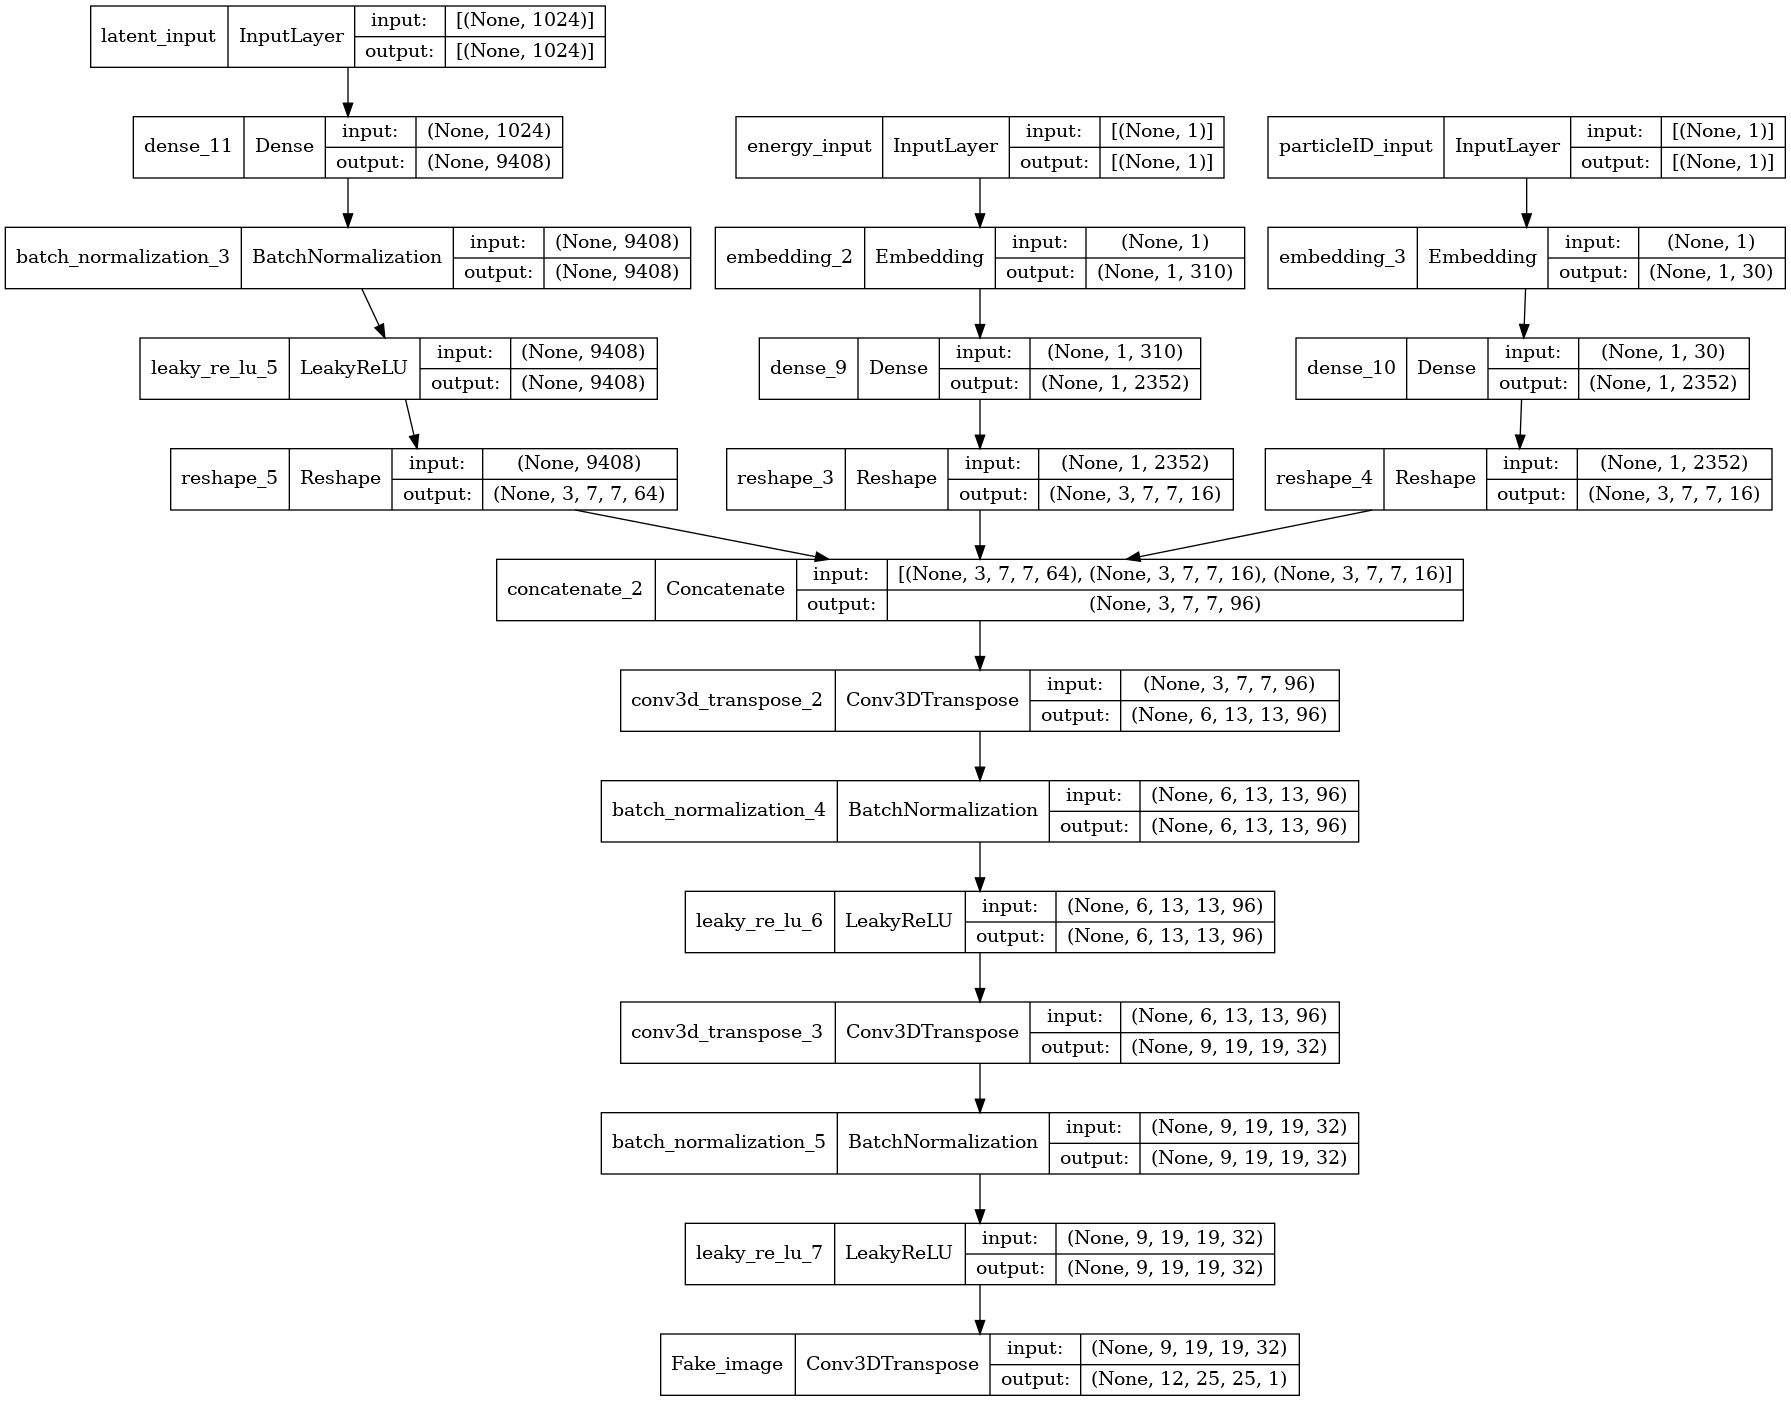 latent_input InputLayer input: [(None, 1024)]
output: [(None, 1024)]
dense_11 Dense input: (None, 1024)
output: (None, 9408)
energy_input InputLayer input: [(None, 1)]
output: [(None, 1)]
particleID_input InputLayer input: [(None, 1)]
output: [(None, 1)]
batch_normalization_3 BatchNormalization input: (None, 9408)
output: (None, 9408)
embedding_2 Embedding input: (None, 1)
output: (None, 1, 310)
embedding_3 Embedding input: (None, 1)
output: (None, 1, 30)
leaky_re_lu_5 LeakyReLU input: (None, 9408)
output: (None, 9408)
dense_9 Dense input: (None, 1, 310)
output: (None, 1, 2352)
dense_10 Dense input: (None, 1, 30)
output: (None, 1, 2352)
reshape_5 Reshape input: (None, 9408)
output: (None, 3, 7, 7, 64)
reshape_3 Reshape input: (None, 1, 2352)
output: (None, 3, 7, 7, 16)
reshape_4 Reshape input: (None, 1, 2352)
output: (None, 3, 7, 7, 16)
concatenate_2 Concatenate input: [(None, 3, 7, 7, 64), (None, 3, 7, 7, 16), (None, 3, 7, 7, 16)]
output: (None, 3, 7, 7, 96)
conv3d_transpose_2 Conv3DTranspose input: (None, 3, 7, 7, 96)
output: (None, 6, 13, 13, 96)
batch_normalization_4 BatchNormalization input: (None, 6, 13, 13, 96)
output: (None, 6, 13, 13, 96)
leaky_re_lu_6 LeakyReLU input: (None, 6, 13, 13, 96)
output: (None, 6, 13, 13, 96)
conv3d_transpose_3 Conv3DTranspose input: (None, 6, 13, 13, 96)
output: (None, 9, 19, 19, 32)
batch_normalization_5 BatchNormalization input: (None, 9, 19, 19, 32)
output: (None, 9, 19, 19, 32)
leaky_re_lu_7 LeakyReLU input: (None, 9, 19, 19, 32)
output: (None, 9, 19, 19, 32)
Fake_image Conv3DTranspose input: (None, 9, 19, 19, 32)
output: (None, 12, 25, 25, 1)